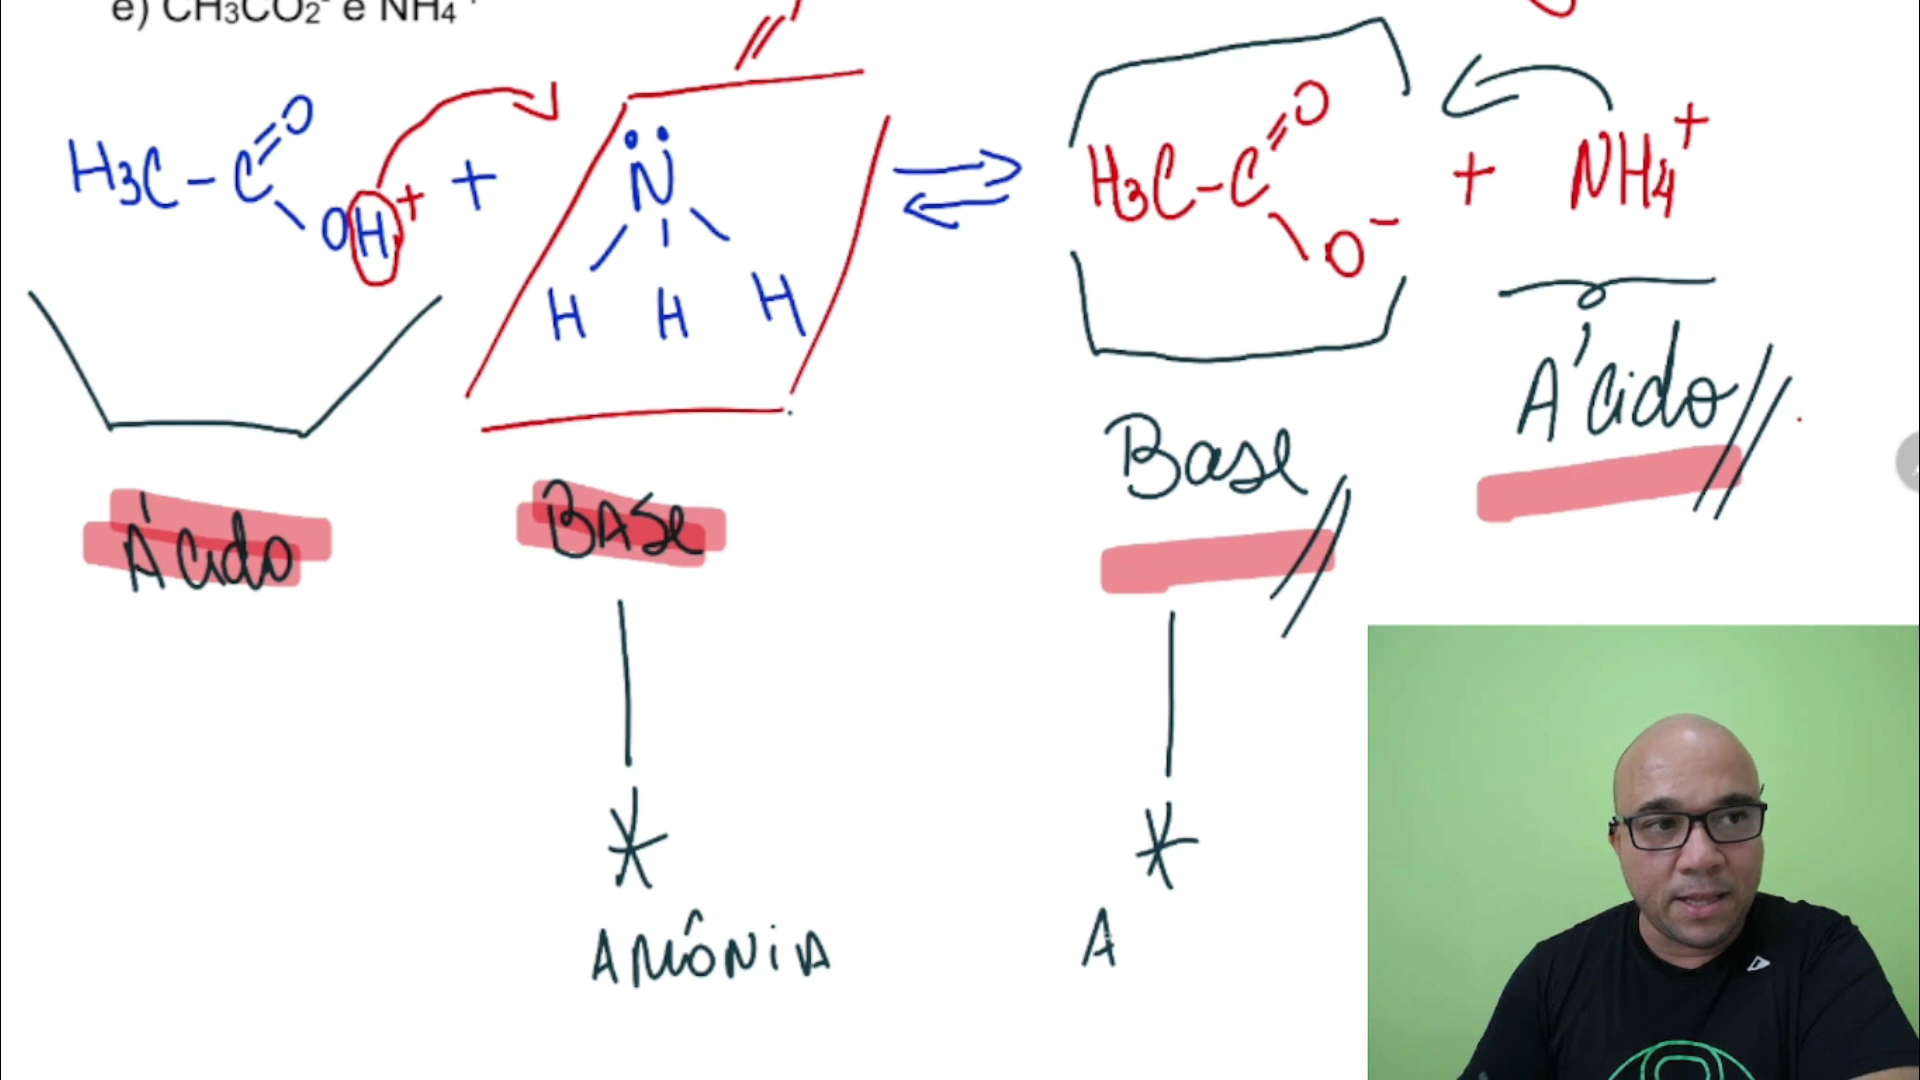 e) CH₃CO₂⁻ e NH₄⁺
H₃C-C=O OH⁺ + N̈ H H H ⇌ H₃C-C=O O⁻ + NH₄⁺
Ácido BASe Base Ácido
AMÔNiA A